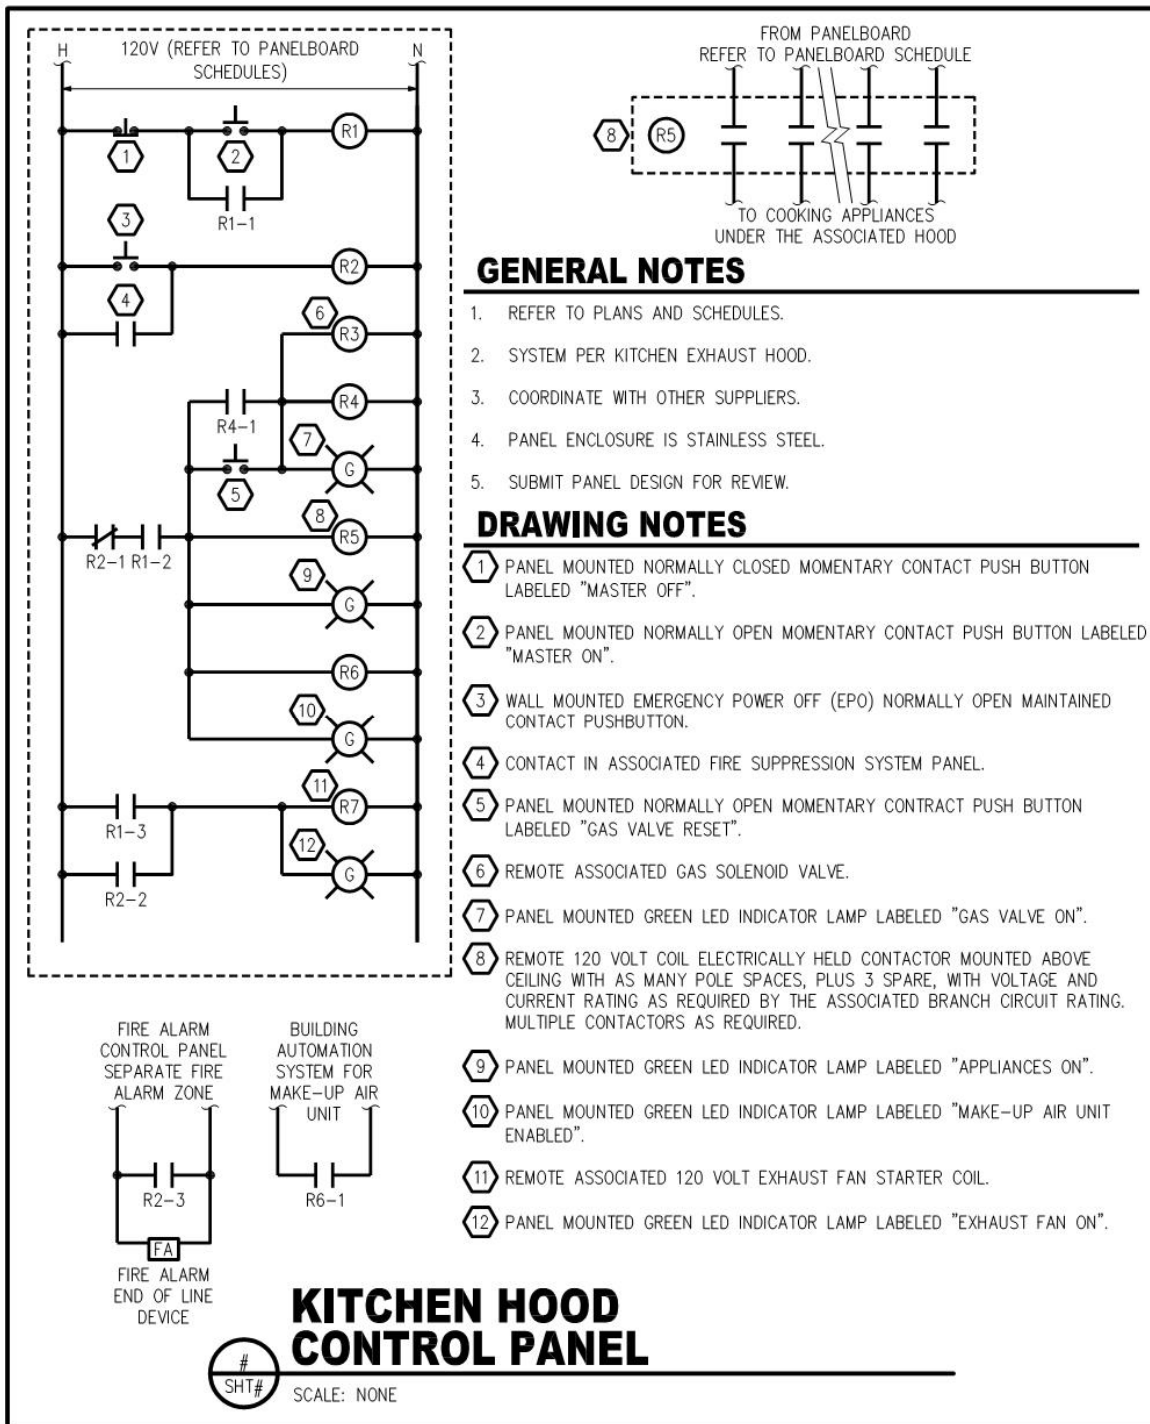 H
120V (REFER TO PANELBOARD
SCHEDULES)
N
1
2
R1
R1-1
3
R2
4
6
R3
R4-1
R4
7
G
5
8
R5
R2-1 R1-2
9
G
R6
10
G
11
R7
R1-3
12
G
R2-2
FIRE ALARM
CONTROL PANEL
SEPARATE FIRE
ALARM ZONE
R2-3
FA
FIRE ALARM
END OF LINE
DEVICE
BUILDING
AUTOMATION
SYSTEM FOR
MAKE-UP AIR
UNIT
R6-1
FROM PANELBOARD
REFER TO PANELBOARD SCHEDULE
8
R5
TO COOKING APPLIANCES
UNDER THE ASSOCIATED HOOD
GENERAL NOTES
1. REFER TO PLANS AND SCHEDULES.
2. SYSTEM PER KITCHEN EXHAUST HOOD.
3. COORDINATE WITH OTHER SUPPLIERS.
4. PANEL ENCLOSURE IS STAINLESS STEEL.
5. SUBMIT PANEL DESIGN FOR REVIEW.
DRAWING NOTES
1 PANEL MOUNTED NORMALLY CLOSED MOMENTARY CONTACT PUSH BUTTON
LABELED "MASTER OFF".
2 PANEL MOUNTED NORMALLY OPEN MOMENTARY CONTACT PUSH BUTTON LABELED
"MASTER ON".
3 WALL MOUNTED EMERGENCY POWER OFF (EPO) NORMALLY OPEN MAINTAINED
CONTACT PUSHBUTTON.
4 CONTACT IN ASSOCIATED FIRE SUPPRESSION SYSTEM PANEL.
5 PANEL MOUNTED NORMALLY OPEN MOMENTARY CONTRACT PUSH BUTTON
LABELED "GAS VALVE RESET".
6 REMOTE ASSOCIATED GAS SOLENOID VALVE.
7 PANEL MOUNTED GREEN LED INDICATOR LAMP LABELED "GAS VALVE ON".
8 REMOTE 120 VOLT COIL ELECTRICALLY HELD CONTACTOR MOUNTED ABOVE
CEILING WITH AS MANY POLE SPACES, PLUS 3 SPARE, WITH VOLTAGE AND
CURRENT RATING AS REQUIRED BY THE ASSOCIATED BRANCH CIRCUIT RATING.
MULTIPLE CONTACTORS AS REQUIRED.
9 PANEL MOUNTED GREEN LED INDICATOR LAMP LABELED "APPLIANCES ON".
10 PANEL MOUNTED GREEN LED INDICATOR LAMP LABELED "MAKE-UP AIR UNIT
ENABLED".
11 REMOTE ASSOCIATED 120 VOLT EXHAUST FAN STARTER COIL.
12 PANEL MOUNTED GREEN LED INDICATOR LAMP LABELED "EXHAUST FAN ON".
KITCHEN HOOD
CONTROL PANEL
#
SHT#
SCALE: NONE